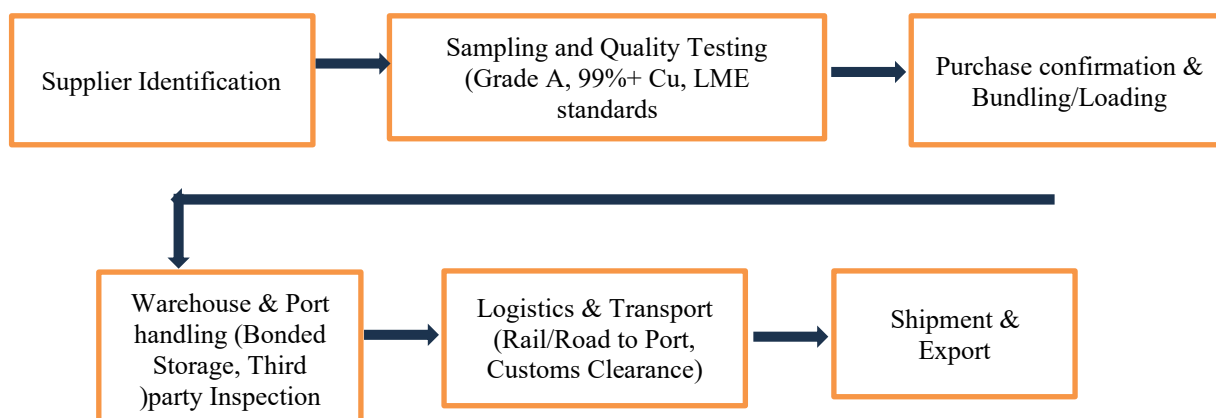 Supplier Identification
Sampling and Quality Testing
(Grade A, 99%+ Cu, LME
standards
Purchase confirmation &
Bundling/Loading
Warehouse & Port
handling (Bonded
Storage, Third
)party Inspection
Logistics & Transport
(Rail/Road to Port,
Customs Clearance)
Shipment &
Export